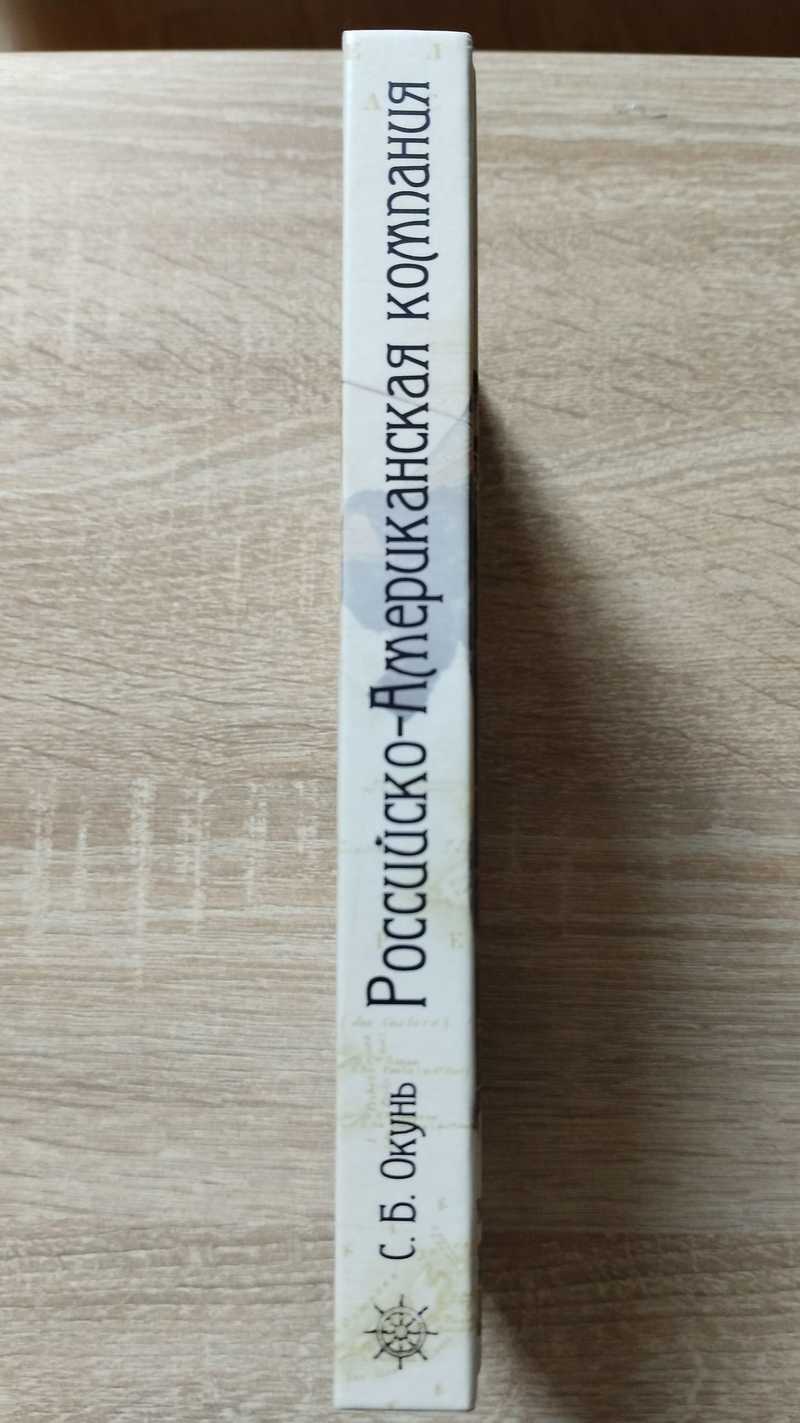 С. Б. Окунь Российско-Американская компания